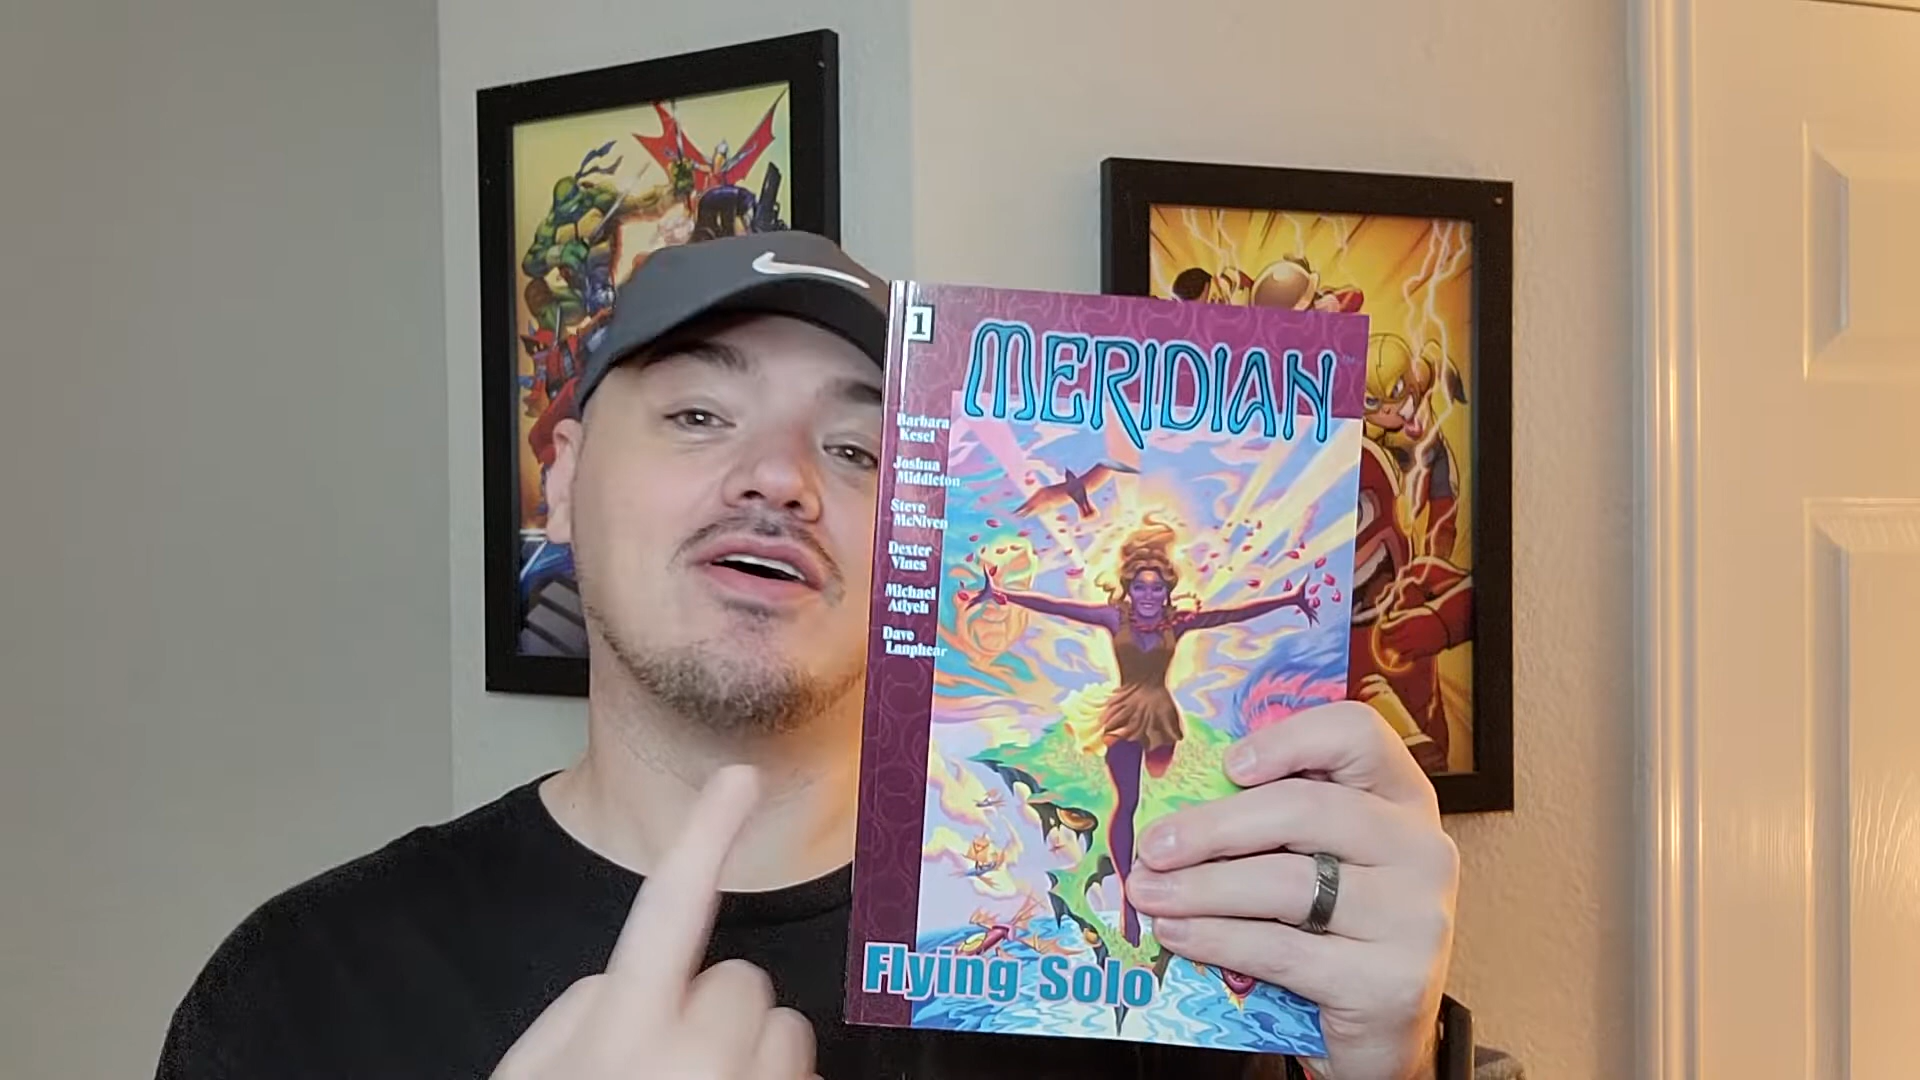 1
MERIDIAN
Barbara
Kesel
Joshua
Middleton
Steve
McNiven
Dexter
Vines
Michael
Atiyeh
Dave
Lanphear
Flying Solo